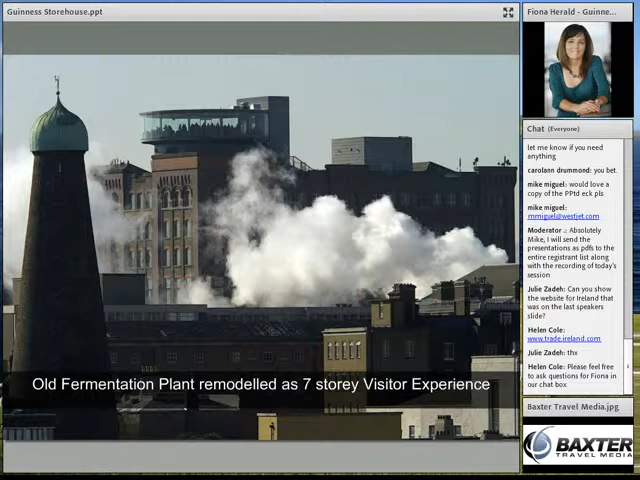 Guinness Storehouse.ppt
Old Fermentation Plant remodelled as 7 storey Visitor Experience
Fiona Herald - Guinne...
Chat (Everyone)
let me know if you need
anything
carolann drummond: you bet.
mike miguel: would love a
copy of the PPtd eck pls
mike miguel:
mmiguel@westjet.com
Moderator .: Absolutely
Mike, I will send the
presentations as pdfs to the
entire registrant list along
with the recording of today's
session
Julie Zadeh: Can you show
the website for Ireland that
was on the last speakers
slide?
Helen Cole:
www.trade.ireland.com
Julie Zadeh: thx
Helen Cole: Please feel free
to ask questions for Fiona in
our chat box
Baxter Travel Media.jpg
BAXTER
TRAVEL MEDIA